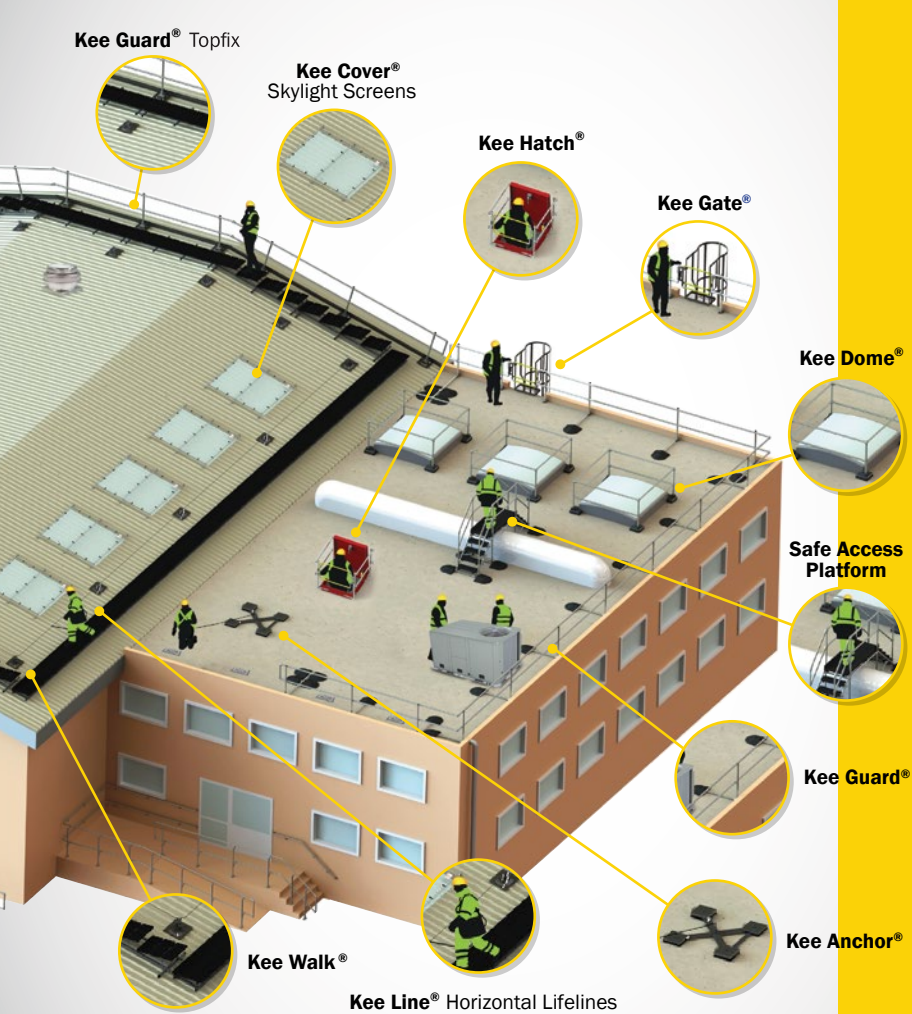 Kee Guard® Topfix
Kee Cover®
Skylight Screens
Kee Hatch®
Kee Gate®
Kee Dome®
Safe Access
Platform
Kee Guard®
Kee Anchor®
Kee Walk®
Kee Line® Horizontal Lifelines